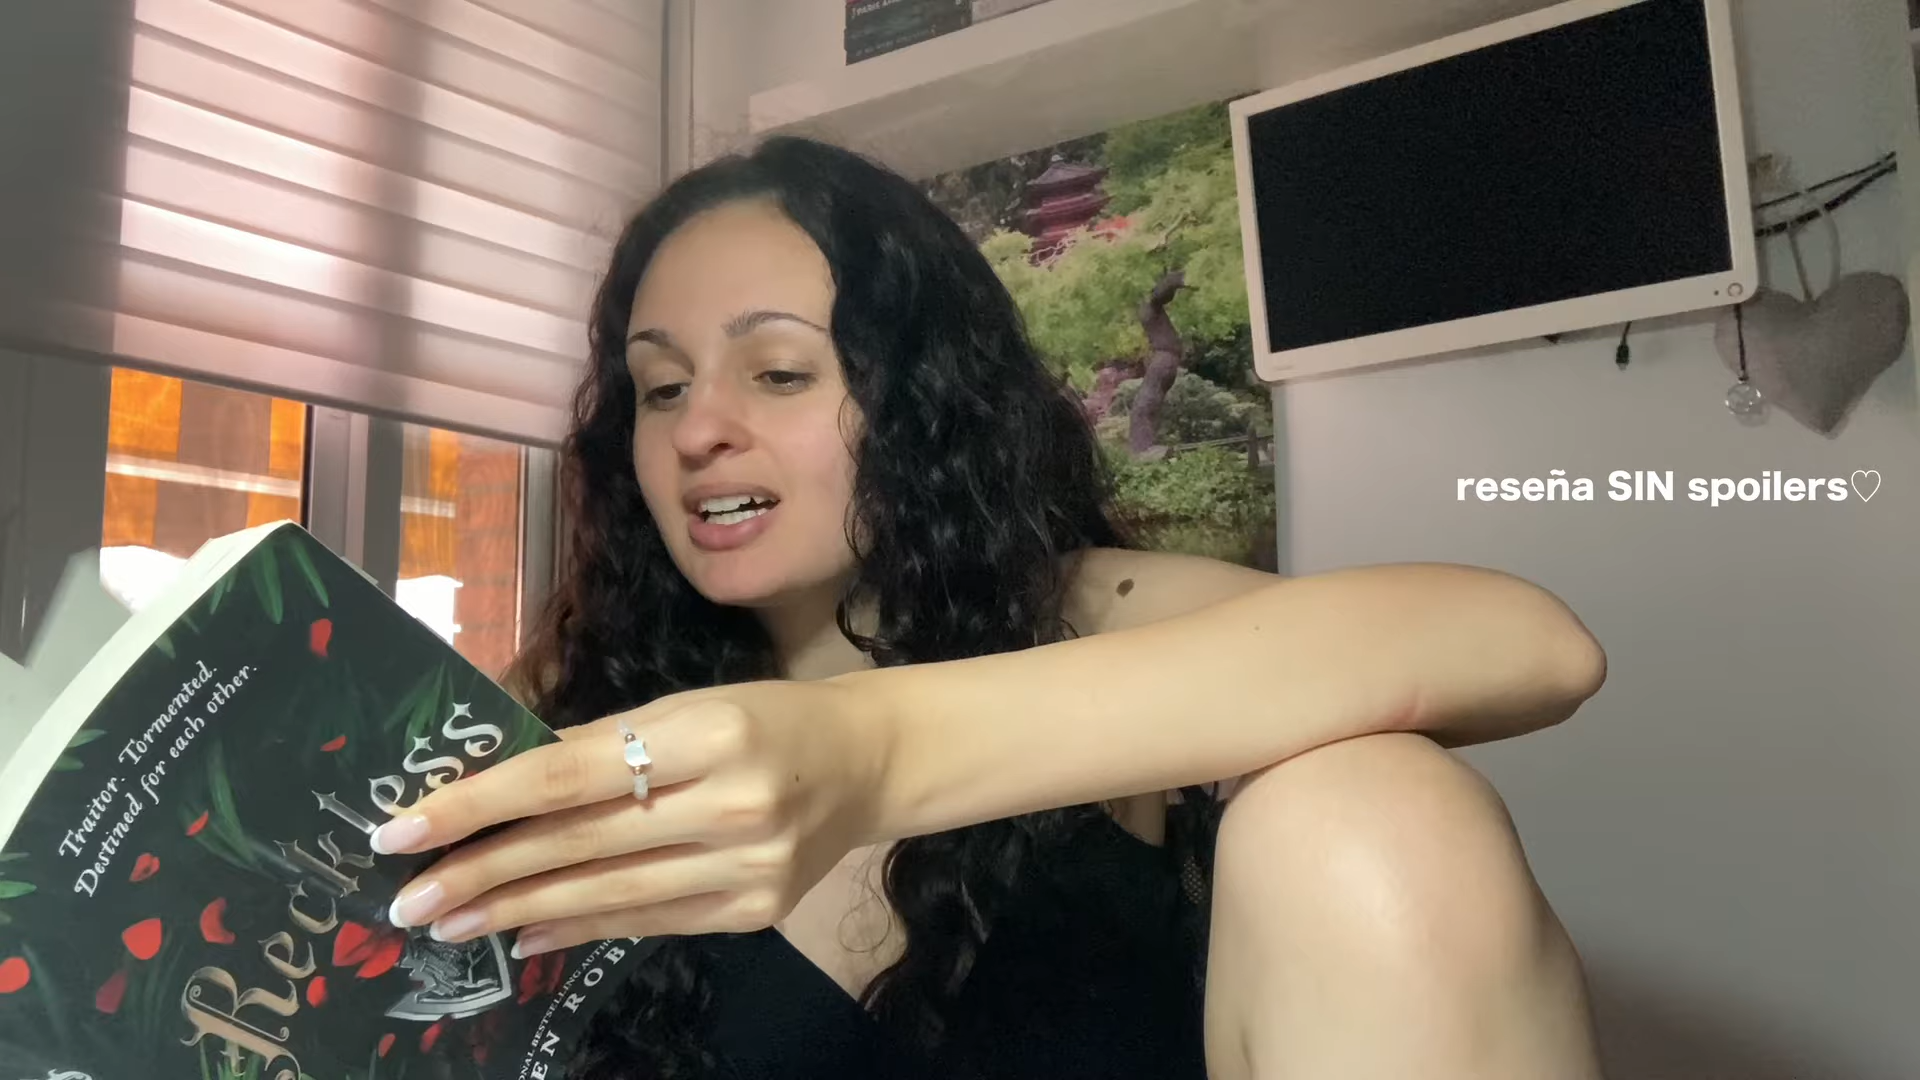 reseña SIN spoilers♡
Traitor. Tormented.
Destined for each other.
Reckless